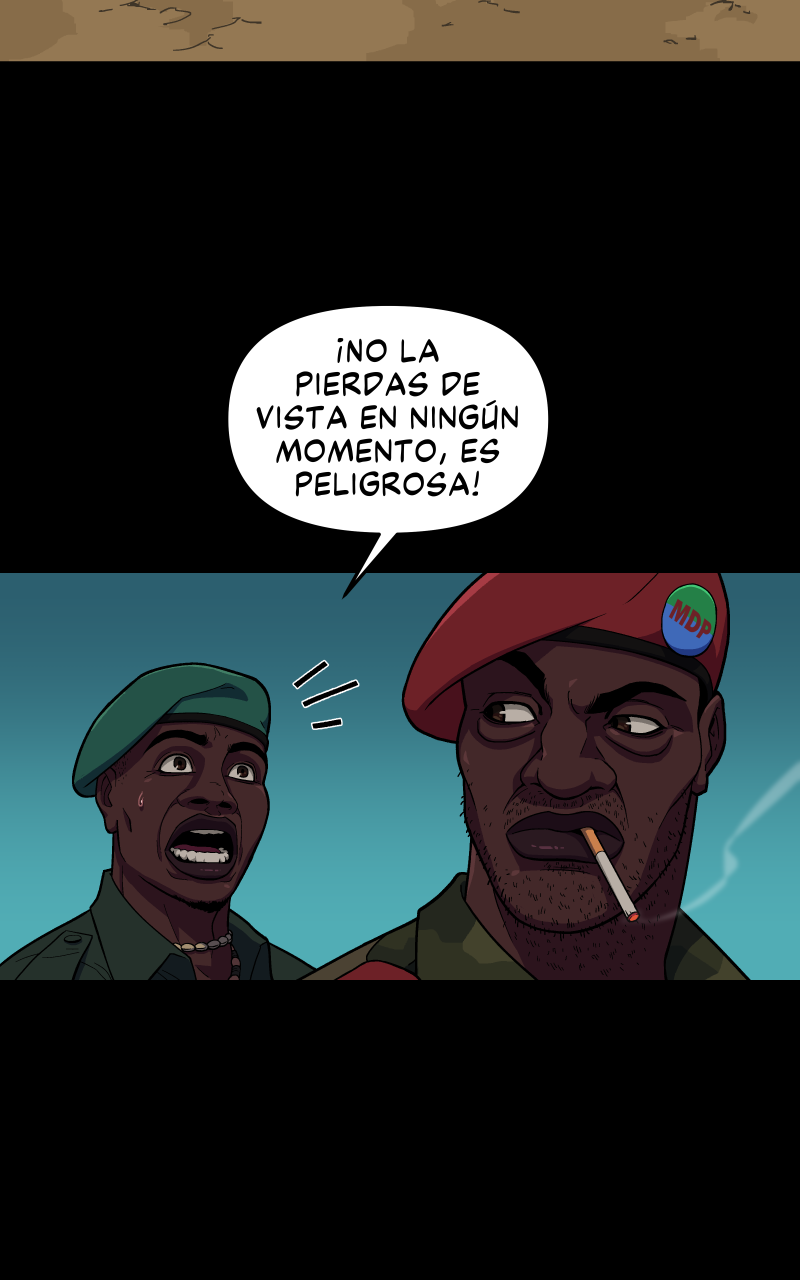 ¡NO LA
PIERDAS DE
VISTA EN NINGÚN
MOMENTO, ES
PELIGROSA!
MDP